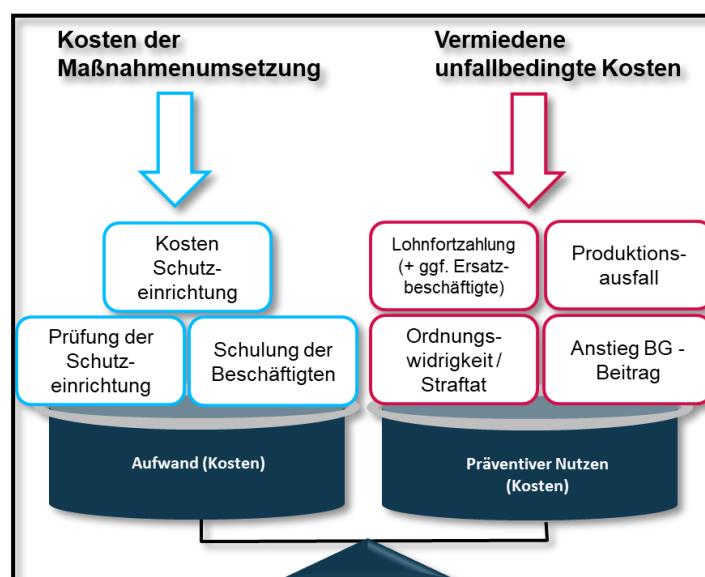 Kosten der
Maßnahmenumsetzung
Vermiedene
unfallbedingte Kosten
Kosten
Schutz-
einrichtung
Prüfung der
Schutz-
einrichtung
Schulung der
Beschäftigten
Lohnfortzahlung
(+ ggf. Ersatz-
beschäftigte)
Produktions-
ausfall
Ordnungs-
widrigkeit /
Straftat
Anstieg BG -
Beitrag
Aufwand (Kosten)
Präventiver Nutzen
(Kosten)